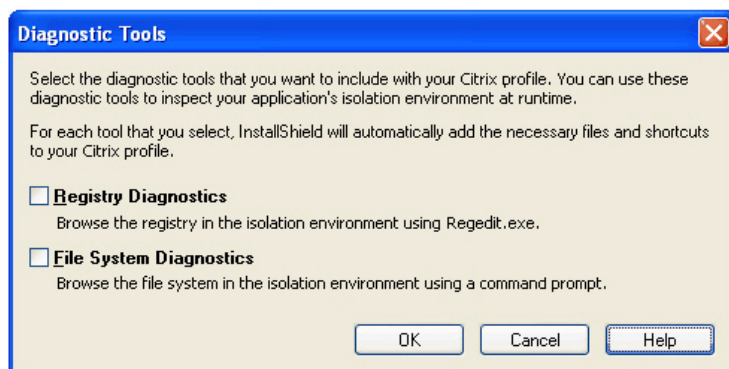 Diagnostic Tools
Select the diagnostic tools that you want to include with your Citrix profile. You can use these
diagnostic tools to inspect your application's isolation environment at runtime.
For each tool that you select, InstallShield will automatically add the necessary files and shortcuts
to your Citrix profile.
Registry Diagnostics
Browse the registry in the isolation environment using Regedit.exe.
File System Diagnostics
Browse the file system in the isolation environment using a command prompt.
OK Cancel Help